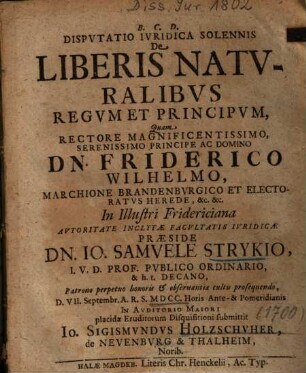 Diss. Jur. 1802
B. C. D.
DISPVTATIO IVRIDICA SOLENNIS
De
LIBERIS NATV-
RALIBVS
REGVM ET PRINCIPVM,
Quam
RECTORE MAGNIFICENTISSIMO,
SERENISSIMO PRINCIPE AC DOMINO
DN. FRIDERICO
WILHELMO,
MARCHIONE BRANDENBVRGICO ET ELECTO-
RATVS HEREDE, &c. &c.
In Illustri Fridericiana
AVTORITATE INCLYTÆ FACVLTATIS IVRIDICÆ
PRÆSIDE
DN. IO. SAMVELE STRYKIO,
I. V. D. PROF. PVBLICO ORDINARIO,
& h. t. DECANO,
Patrono perpetuo honoris & observantiæ cultu prosequendo,
D. VII. Septembr. A. R. S. MDCC. Horis Ante- & Pomeridianis
IN AVDITORIO MAIORI
placidæ Eruditorum Disquisitioni submittit
IO. SIGISMVNDVS HOLZSCHVHER,
de NEVENBVRG & THALHEIM,
Norib.
(1700)
HALÆ MAGDEB. Literis Chr. Henckelii, Ac. Typ.